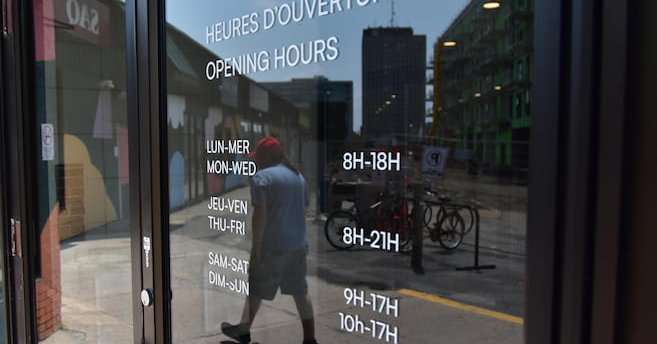 SAQ
HEURES D'OUVERTU
OPENING HOURS
LUN-MER
MON-WED
8H-18H
JEU-VEN
THU-FRI
8H-21H
SAM-SAT
9H-17H
DIM-SUN
10h-17H